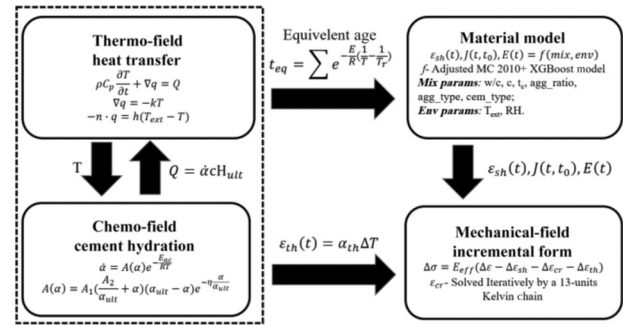 Thermo-field
heat transfer
ρC_p ∂T/∂t + ∇q = Q
∇q = −kT
−n · q = h(T_ext − T)
Equivelent age
t_eq = ∑ e^{−E/R(1/T − 1/T_r)}
Material model
ε_sh(t), J(t, t_0), E(t) = f(mix, env)
f- Adjusted MC 2010+ XGBoost model
Mix params: w/c, c, t_c, agg_ratio,
agg_type, cem_type;
Env params: T_ext, RH.
T
Q = α̇cH_ult
ε_sh(t), J(t, t_0), E(t)
Chemo-field
cement hydration
α̇ = A(α)e^{−E_ac/RT}
A(α) = A_1(A_2/α_ult + α)(α_ult − α)e^{−η α/α_ult}
ε_th(t) = α_th ΔT
Mechanical-field
incremental form
Δσ = E_eff(Δε − Δε_sh − Δε_cr − Δε_th)
ε_cr- Solved Iteratively by a 13-units
Kelvin chain